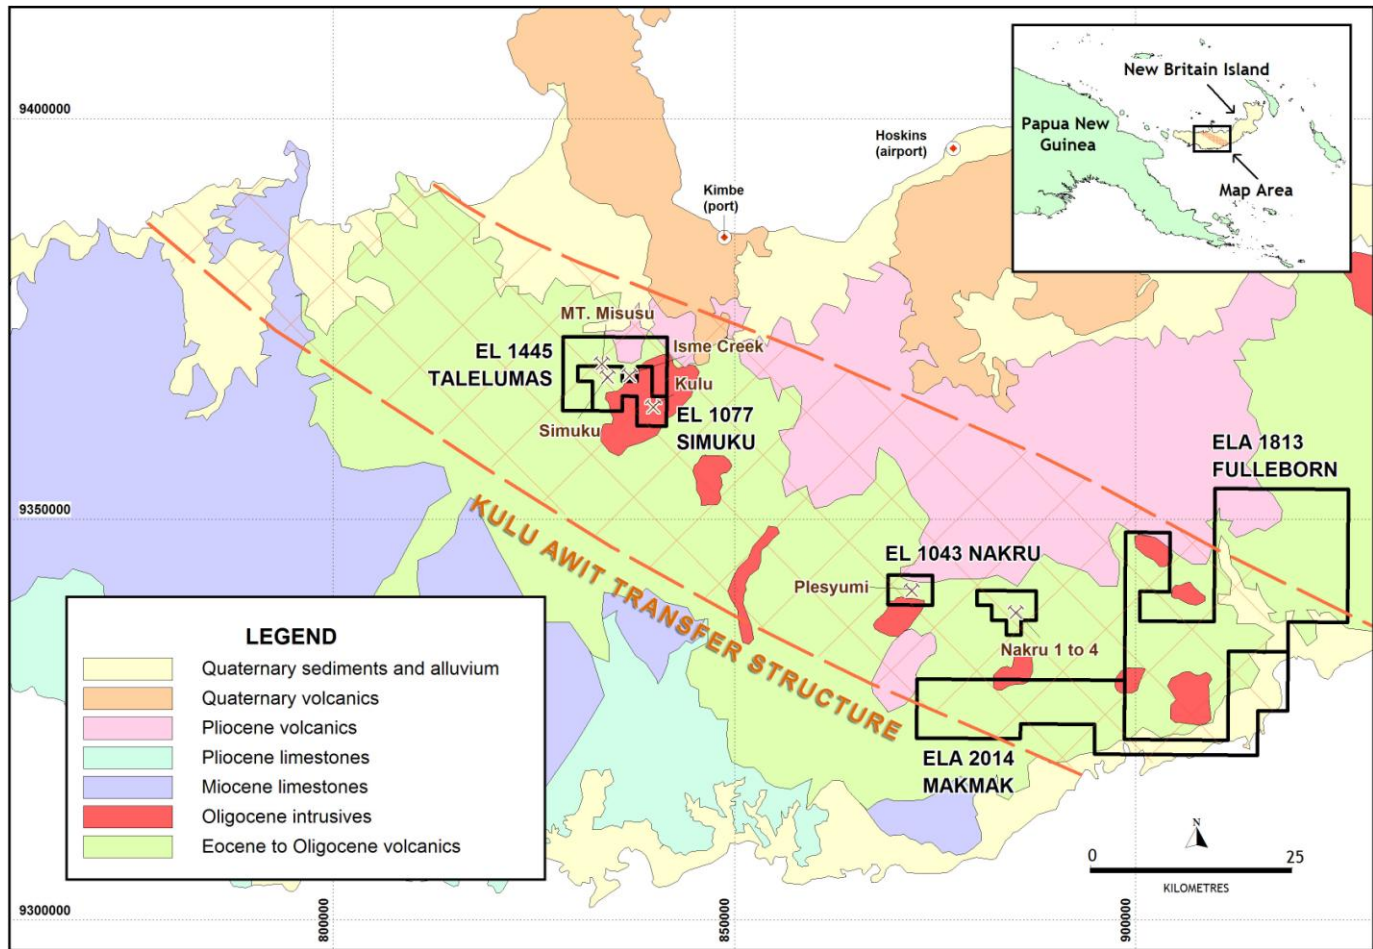 New Britain Island
Papua New
Guinea
Map Area
9400000
Hoskins
(airport)
Kimbe
(port)
MT. Misusu
Isme Creek
EL 1445
TALELUMAS
Kulu
Simuku
EL 1077
SIMUKU
ELA 1813
FULLEBORN
9350000
KULU AWIT TRANSFER STRUCTURE
EL 1043 NAKRU
Plesyumi
Nakru 1 to 4
ELA 2014
MAKMAK
LEGEND
Quaternary sediments and alluvium
Quaternary volcanics
Pliocene volcanics
Pliocene limestones
Miocene limestones
Oligocene intrusives
Eocene to Oligocene volcanics
N
0 25
KILOMETRES
9300000
800000
850000
900000